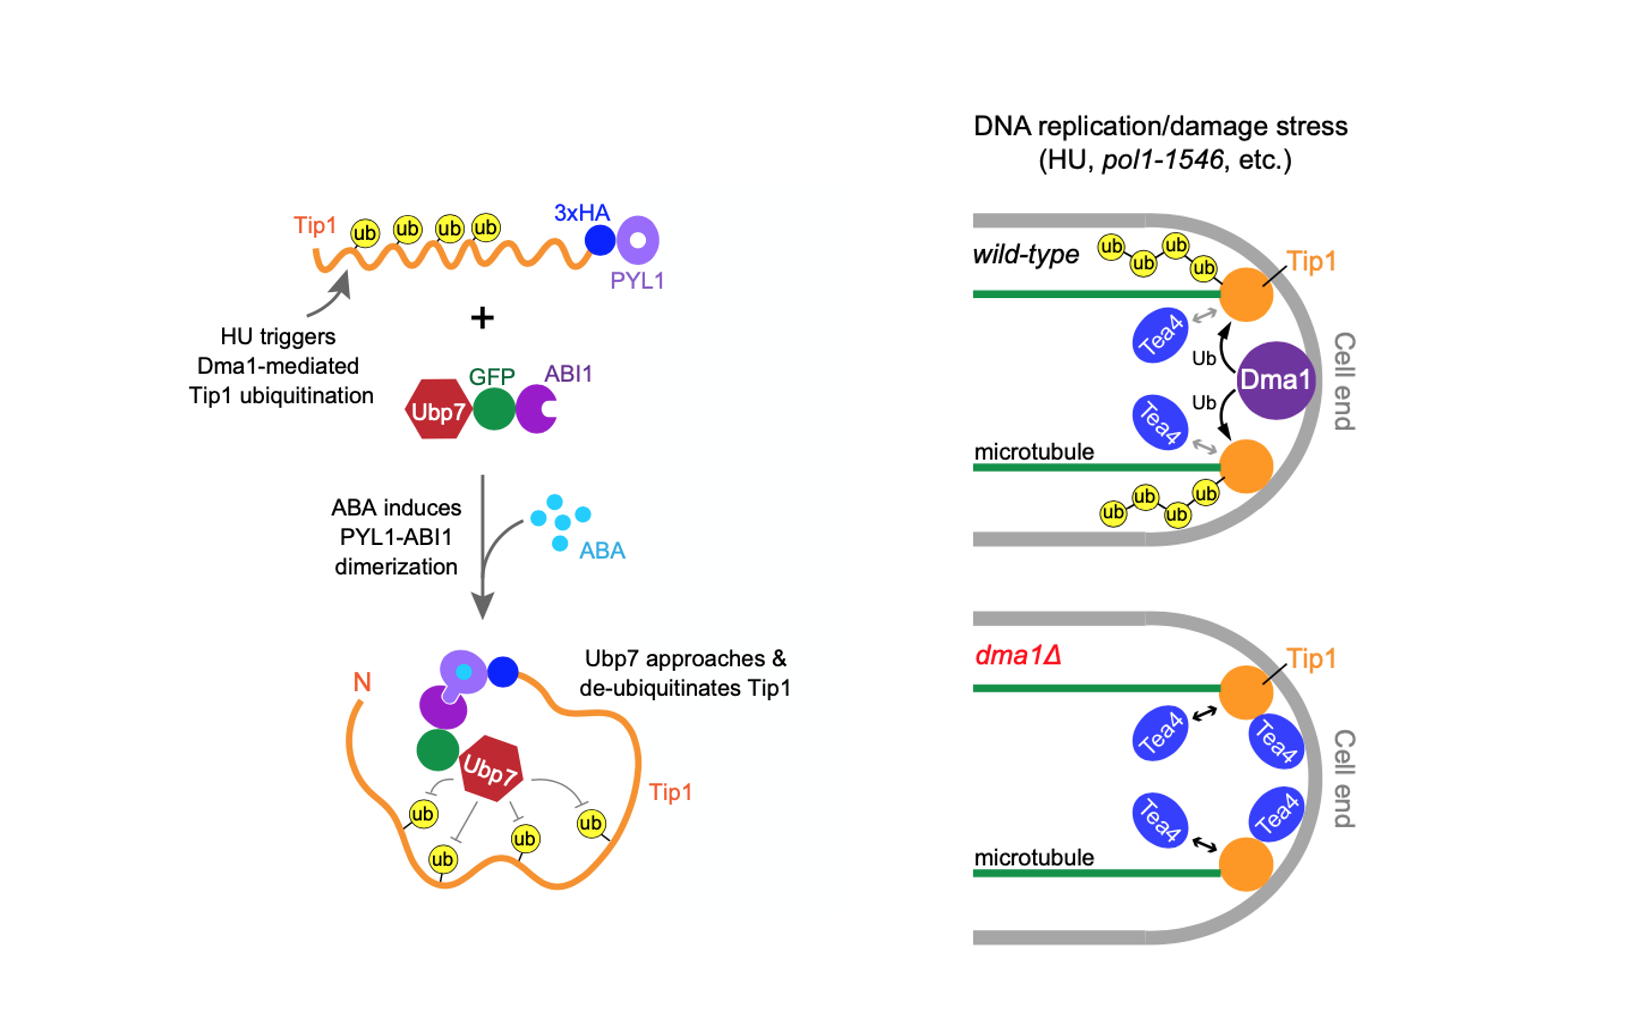 Tip1
ub
ub
ub
ub
3xHA
PYL1
HU triggers
Dma1-mediated
Tip1 ubiquitination
+
Ubp7
GFP
ABI1
ABA induces
PYL1-ABI1
dimerization
ABA
Ubp7 approaches &
de-ubiquitinates Tip1
N
Ubp7
Tip1
ub
ub
ub
ub
DNA replication/damage stress
(HU, pol1-1546, etc.)
wild-type
ub
ub
ub
ub
Tip1
Tea4
Ub
Dma1
Ub
Tea4
microtubule
ub
ub
ub
ub
Cell end
dma1Δ
Tip1
Tea4
Tea4
Tea4
Tea4
microtubule
Cell end